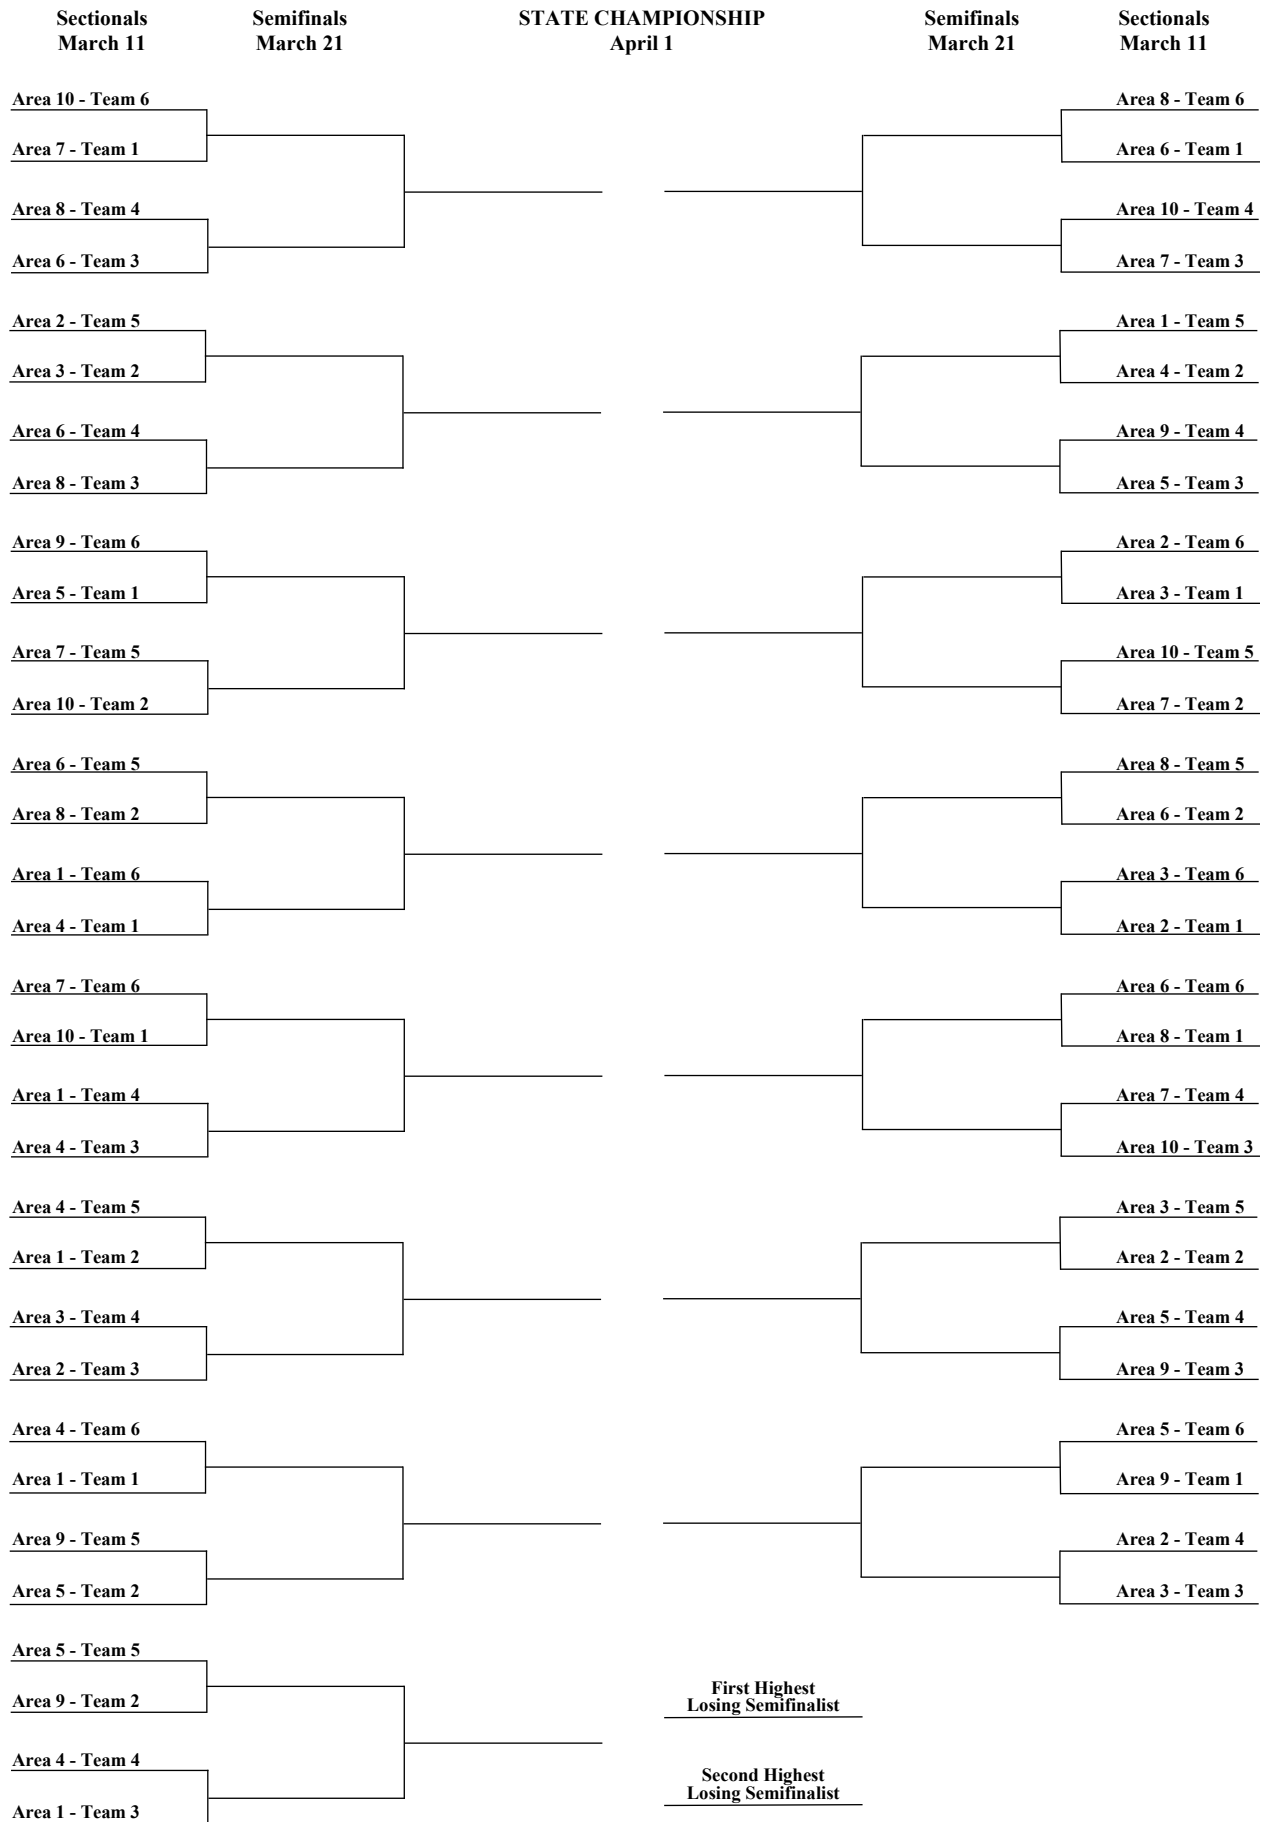 Sectionals
March 11
Semifinals
March 21
STATE CHAMPIONSHIP
April 1
Semifinals
March 21
Sectionals
March 11
Area 10 - Team 6
Area 7 - Team 1
Area 8 - Team 4
Area 6 - Team 3
Area 2 - Team 5
Area 3 - Team 2
Area 6 - Team 4
Area 8 - Team 3
Area 9 - Team 6
Area 5 - Team 1
Area 7 - Team 5
Area 10 - Team 2
Area 6 - Team 5
Area 8 - Team 2
Area 1 - Team 6
Area 4 - Team 1
Area 7 - Team 6
Area 10 - Team 1
Area 1 - Team 4
Area 4 - Team 3
Area 4 - Team 5
Area 1 - Team 2
Area 3 - Team 4
Area 2 - Team 3
Area 4 - Team 6
Area 1 - Team 1
Area 9 - Team 5
Area 5 - Team 2
Area 5 - Team 5
Area 9 - Team 2
Area 4 - Team 4
Area 1 - Team 3
Area 8 - Team 6
Area 6 - Team 1
Area 10 - Team 4
Area 7 - Team 3
Area 1 - Team 5
Area 4 - Team 2
Area 9 - Team 4
Area 5 - Team 3
Area 2 - Team 6
Area 3 - Team 1
Area 10 - Team 5
Area 7 - Team 2
Area 8 - Team 5
Area 6 - Team 2
Area 3 - Team 6
Area 2 - Team 1
Area 6 - Team 6
Area 8 - Team 1
Area 7 - Team 4
Area 10 - Team 3
Area 3 - Team 5
Area 2 - Team 2
Area 5 - Team 4
Area 9 - Team 3
Area 5 - Team 6
Area 9 - Team 1
Area 2 - Team 4
Area 3 - Team 3
First Highest
Losing Semifinalist
Second Highest
Losing Semifinalist